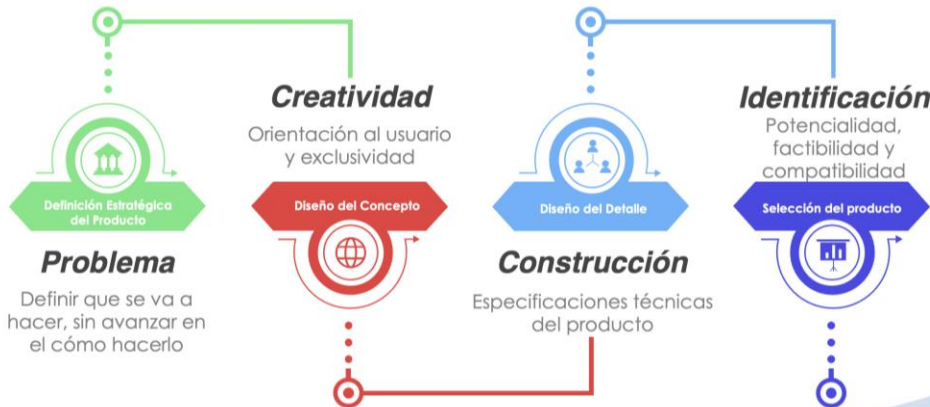 Definición Estratégica
del Producto
Problema
Definir que se va a
hacer, sin avanzar en
el cómo hacerlo
Creatividad
Orientación al usuario
y exclusividad
Diseño del Concepto
Diseño del Detalle
Construcción
Especificaciones técnicas
del producto
Identificación
Potencialidad,
factibilidad y
compatibilidad
Selección del producto